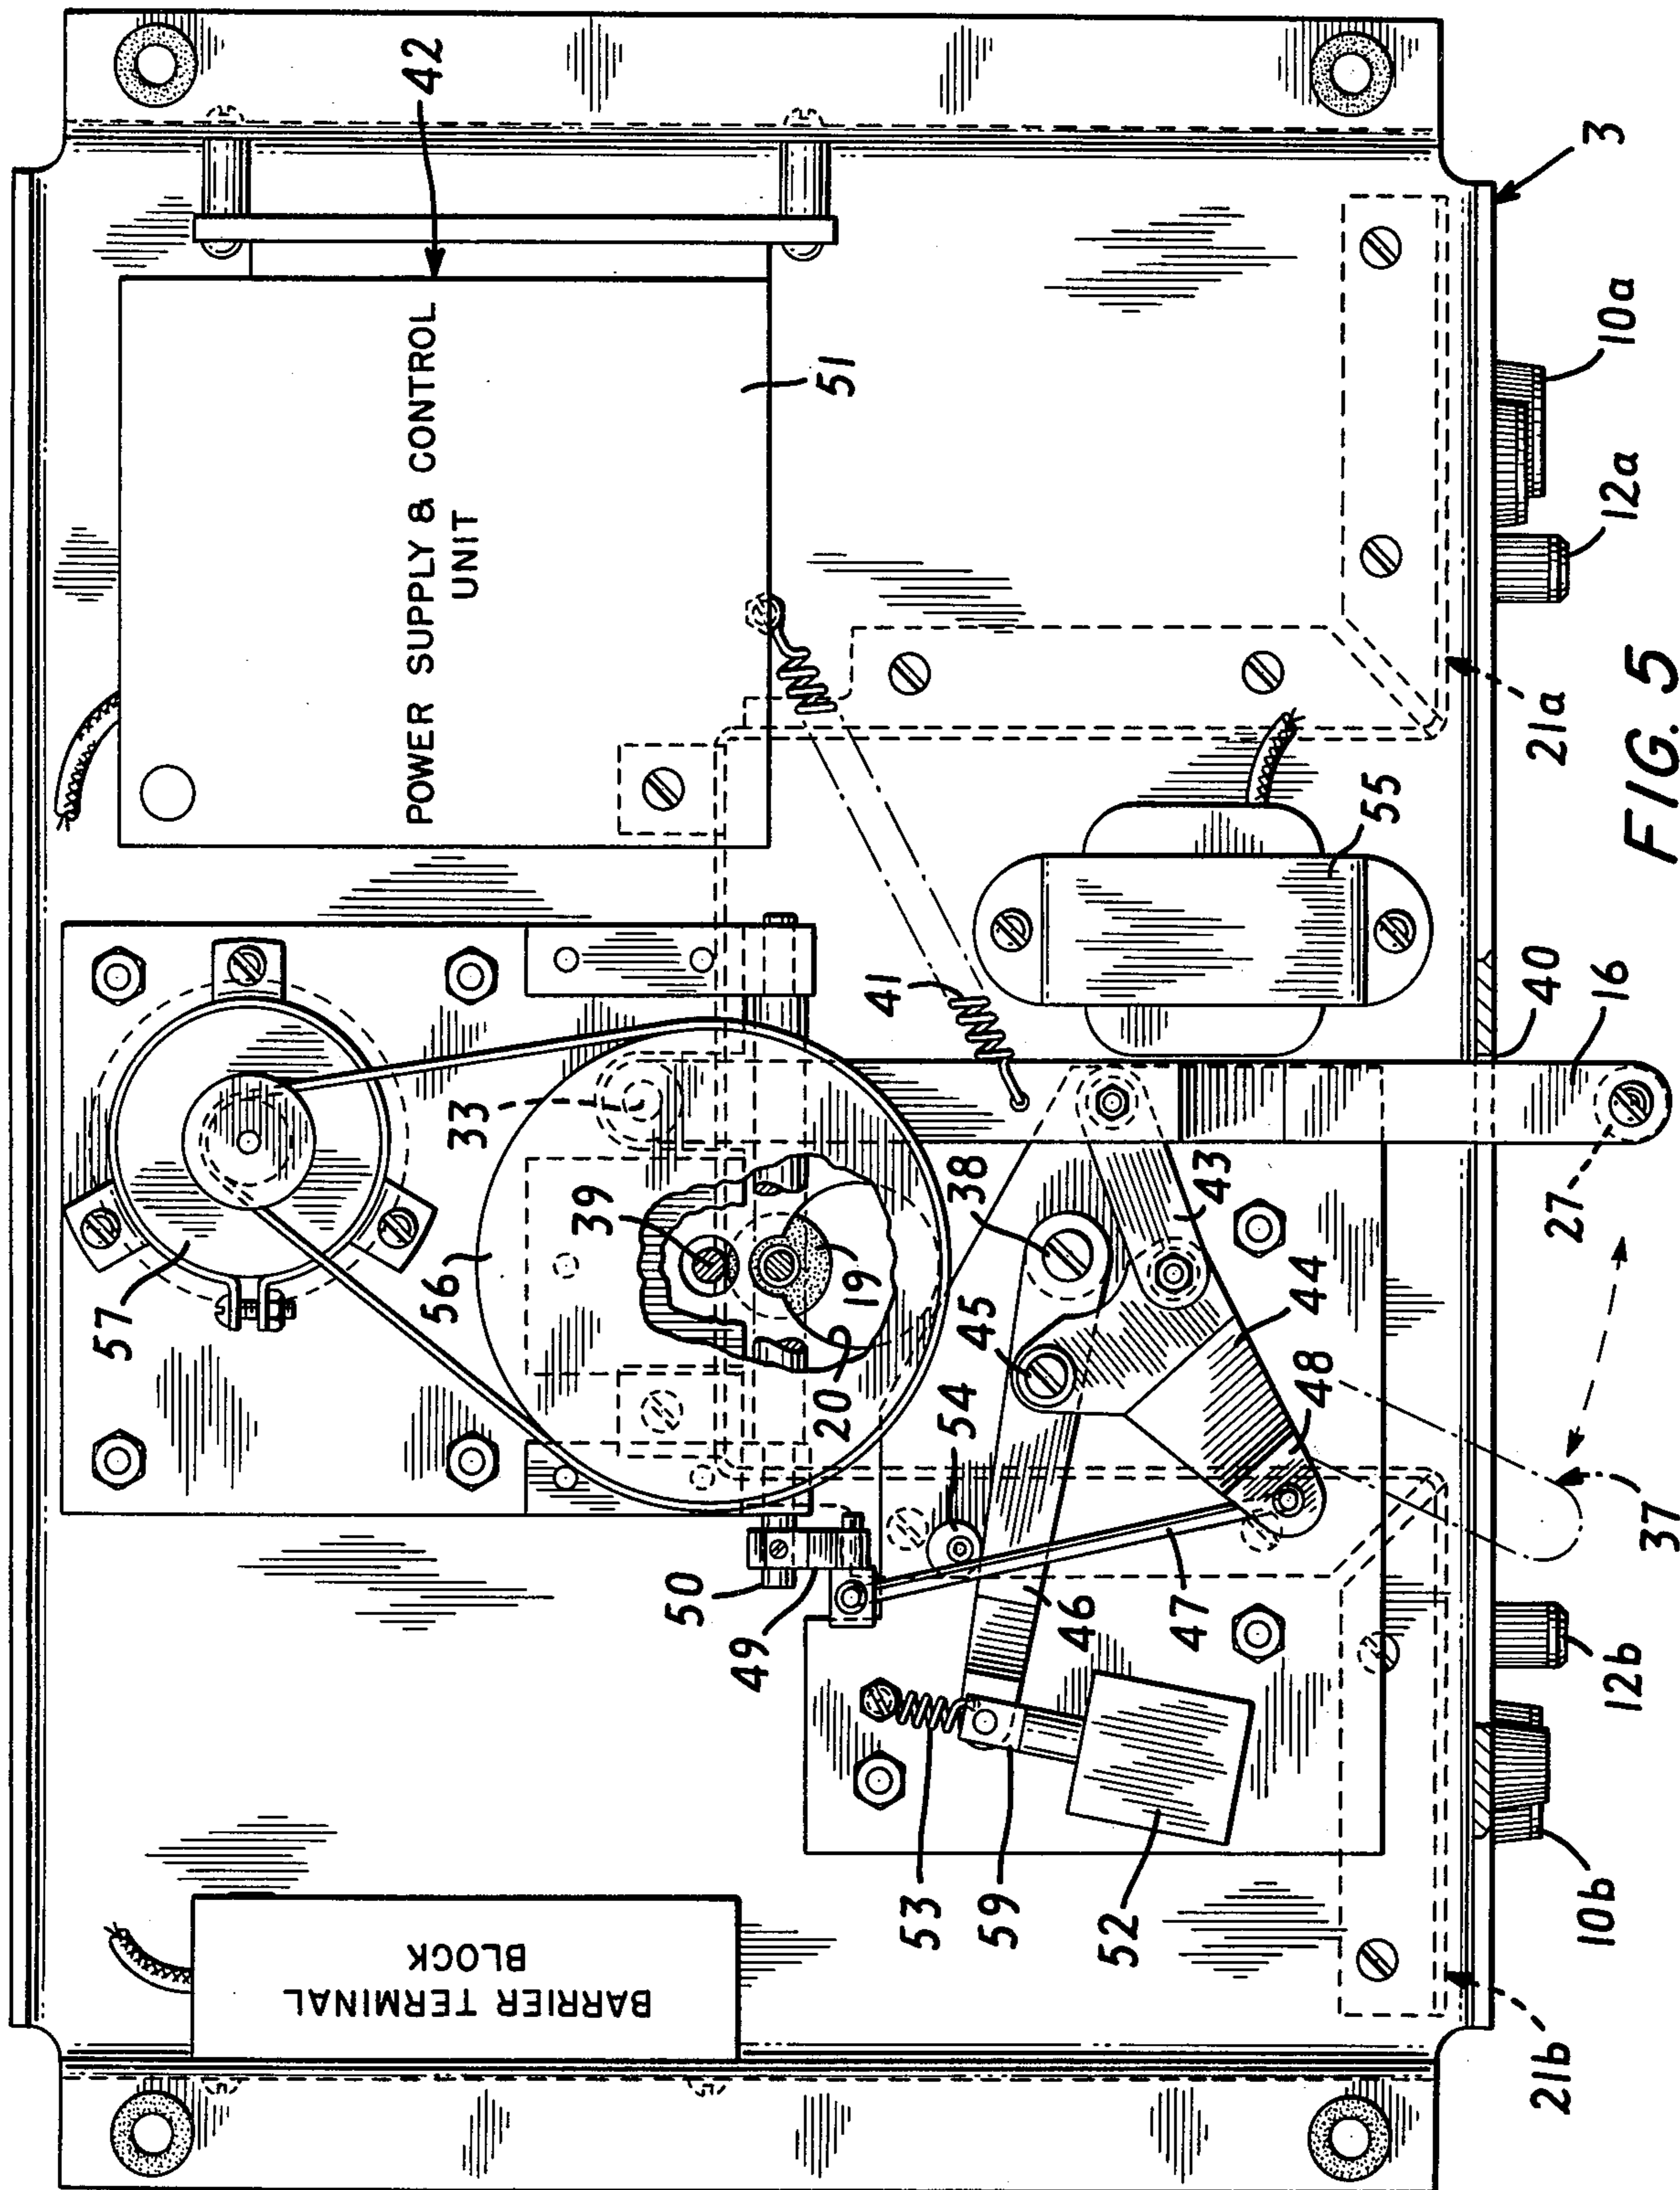 42
POWER SUPPLY & CONTROL
UNIT
51
3
10a
12a
21a
FIG. 5
55
41
40
16
33
57
56
39
38
43
27
19
45
44
20
54
48
37
50
49
46
47
12b
53
59
52
10b
BARRIER TERMINAL
BLOCK
21b